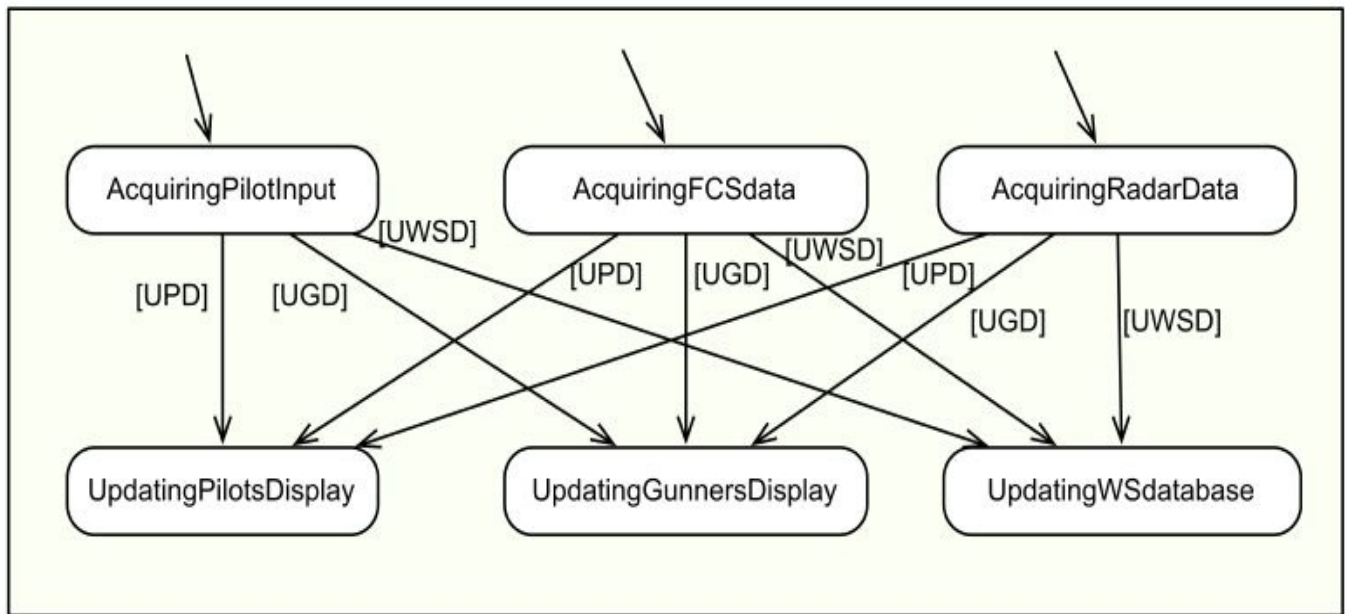 AcquiringPilotInput
AcquiringFCSdata
AcquiringRadarData
[UWSD]
[UWSD]
[UPD]
[UGD]
[UPD]
[UPD]
[UGD]
[UGD]
[UWSD]
UpdatingPilotsDisplay
UpdatingGunnersDisplay
UpdatingWSdatabase